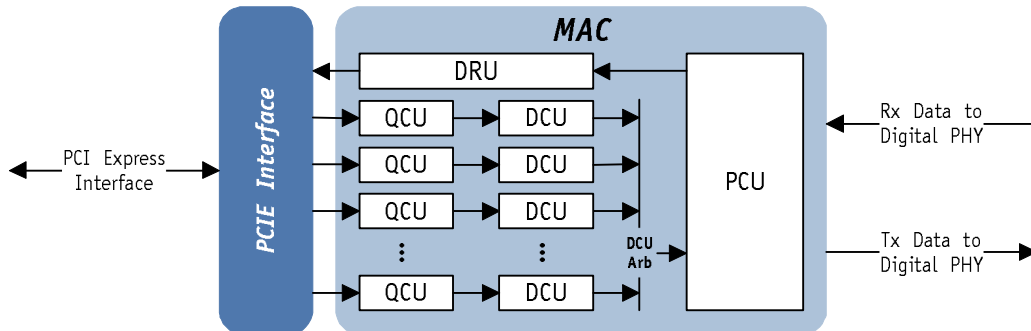 MAC
PCIE Interface
DRU
QCU
DCU
QCU
DCU
QCU
DCU
...
...
QCU
DCU
DCU
Arb
PCU
PCI Express
Interface
Rx Data to
Digital PHY
Tx Data to
Digital PHY